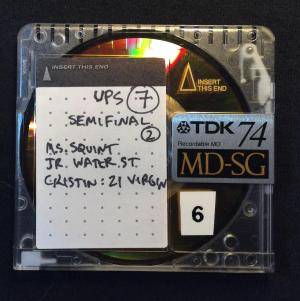 △ INSERT THIS END
UPS 7
SEMIFINAL
2
MS. SQUINT
JR. WATER ST.
CRISTIN: 21 VIRGIN
△ INSERT
THIS END
TDK 74
Recordable MD
MD-SG
6